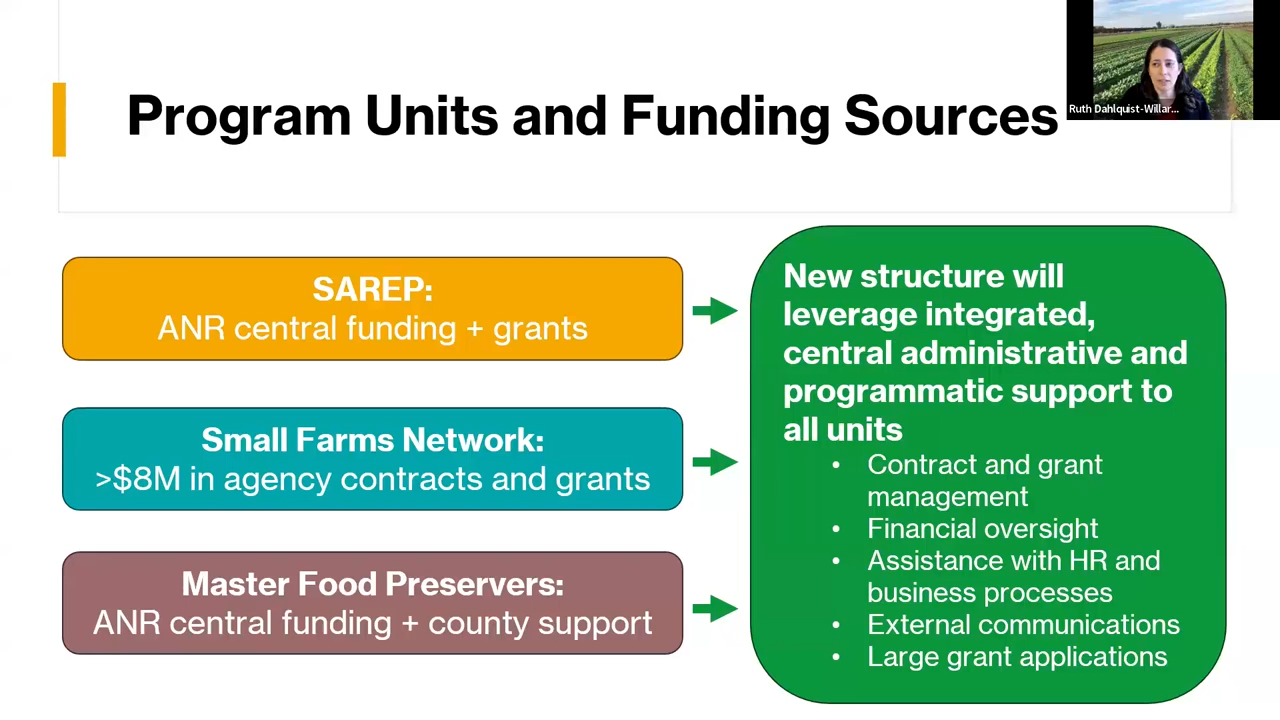 Program Units and Funding Sources
Ruth Dahlquist-Willar...
SAREP:
ANR central funding + grants
Small Farms Network:
>$8M in agency contracts and grants
Master Food Preservers:
ANR central funding + county support
New structure will
leverage integrated,
central administrative and
programmatic support to
all units
• Contract and grant
management
• Financial oversight
• Assistance with HR and
business processes
• External communications
• Large grant applications